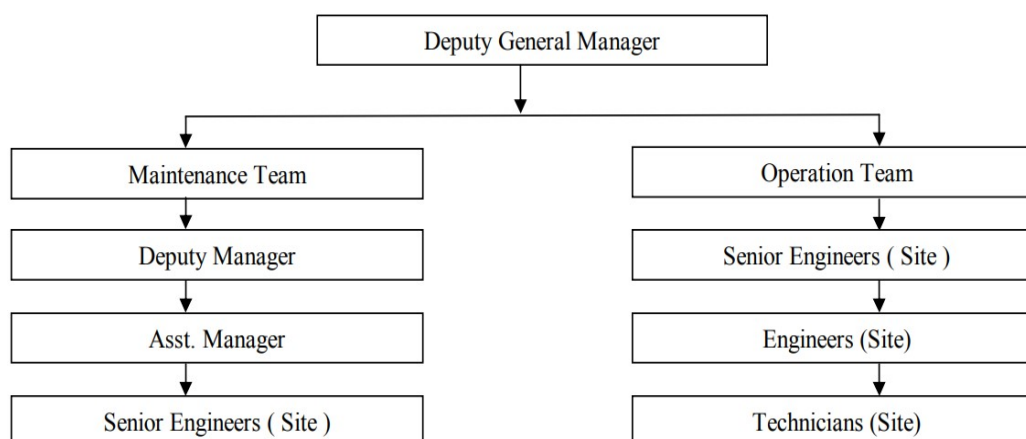 Deputy General Manager
Maintenance Team
Operation Team
Deputy Manager
Senior Engineers ( Site )
Asst. Manager
Engineers (Site)
Senior Engineers ( Site )
Technicians (Site)